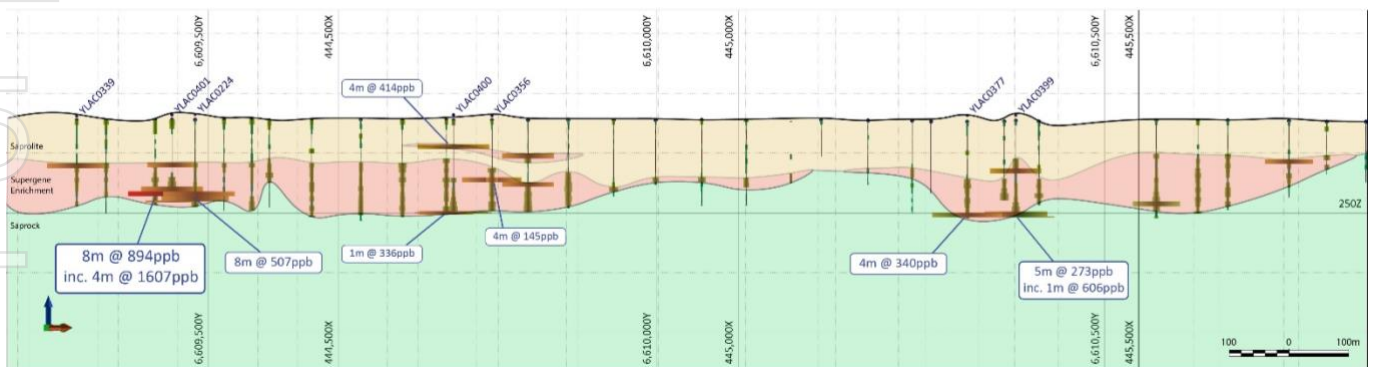 6,609,500Y
444,500X
6,610,000Y
445,000X
6,610,500Y
445,500X
YLAC0339
YLAC0401
YLAC0224
4m @ 414ppb
YLAC0400
YLAC0356
YLAC0377
YLAC0399
Saprolite
Supergene
Enrichment
Saprock
250Z
8m @ 894ppb
inc. 4m @ 1607ppb
8m @ 507ppb
1m @ 336ppb
4m @ 145ppb
4m @ 340ppb
5m @ 273ppb
inc. 1m @ 606ppb
6,609,500Y
444,500X
6,610,000Y
445,000X
6,610,500Y
445,500X
100 0 100m